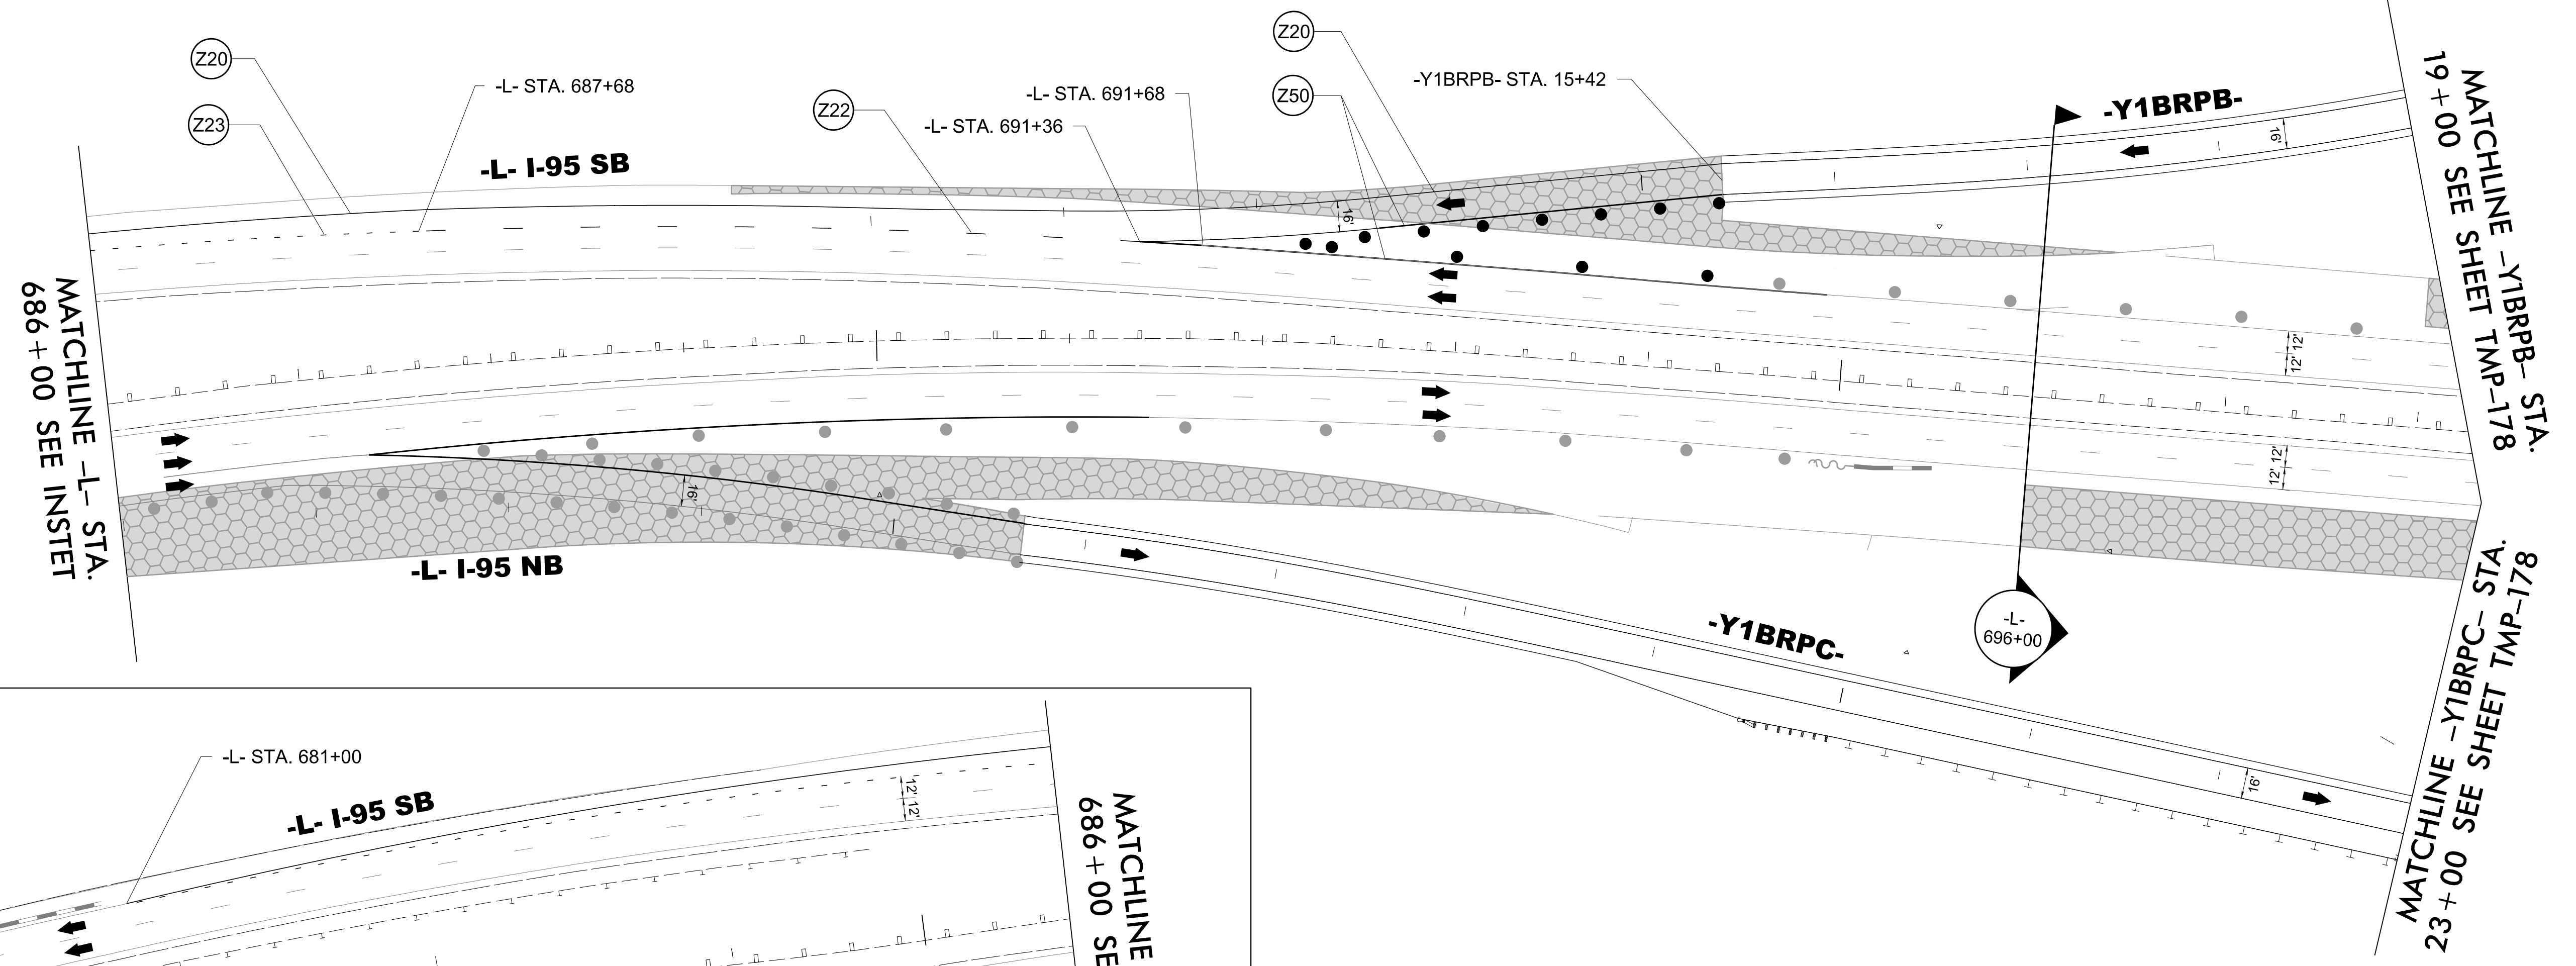 Z20
Z23
-L- STA. 687+68
-L- I-95 SB
Z22
-L- STA. 691+68
-L- STA. 691+36
Z20
Z50
-Y1BRPB- STA. 15+42
-Y1BRPB-
16'
16'
MATCHLINE -Y1BRPB- STA.
19+00 SEE SHEET TMP-178
MATCHLINE -L- STA.
686+00 SEE INSTET
12' 12'
12' 12'
16'
-L- I-95 NB
-Y1BRPC-
-L-
696+00
16'
MATCHLINE -Y1BRPC- STA.
23+00 SEE SHEET TMP-178
-L- STA. 681+00
-L- I-95 SB
12' 12'
MATCHLINE
686+00 SE